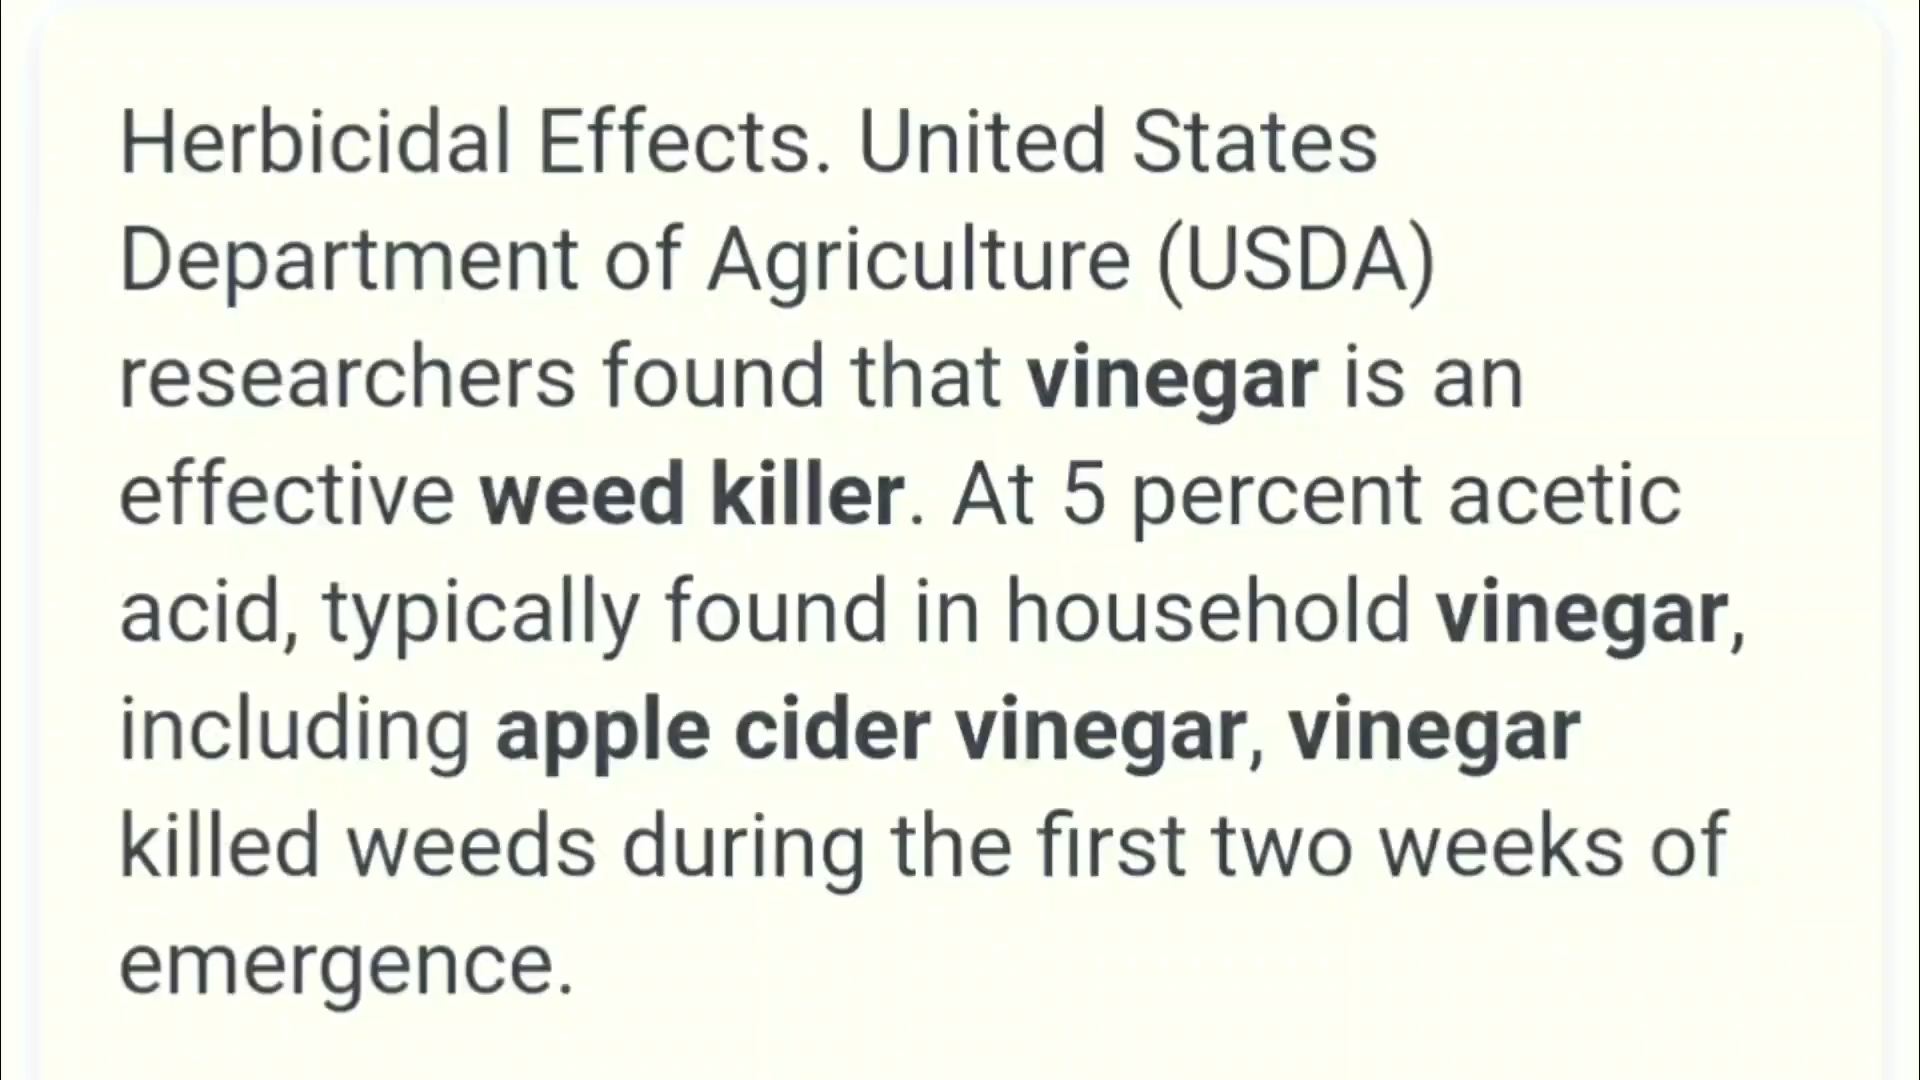 Herbicidal Effects. United States
Department of Agriculture (USDA)
researchers found that vinegar is an
effective weed killer. At 5 percent acetic
acid, typically found in household vinegar,
including apple cider vinegar, vinegar
killed weeds during the first two weeks of
emergence.